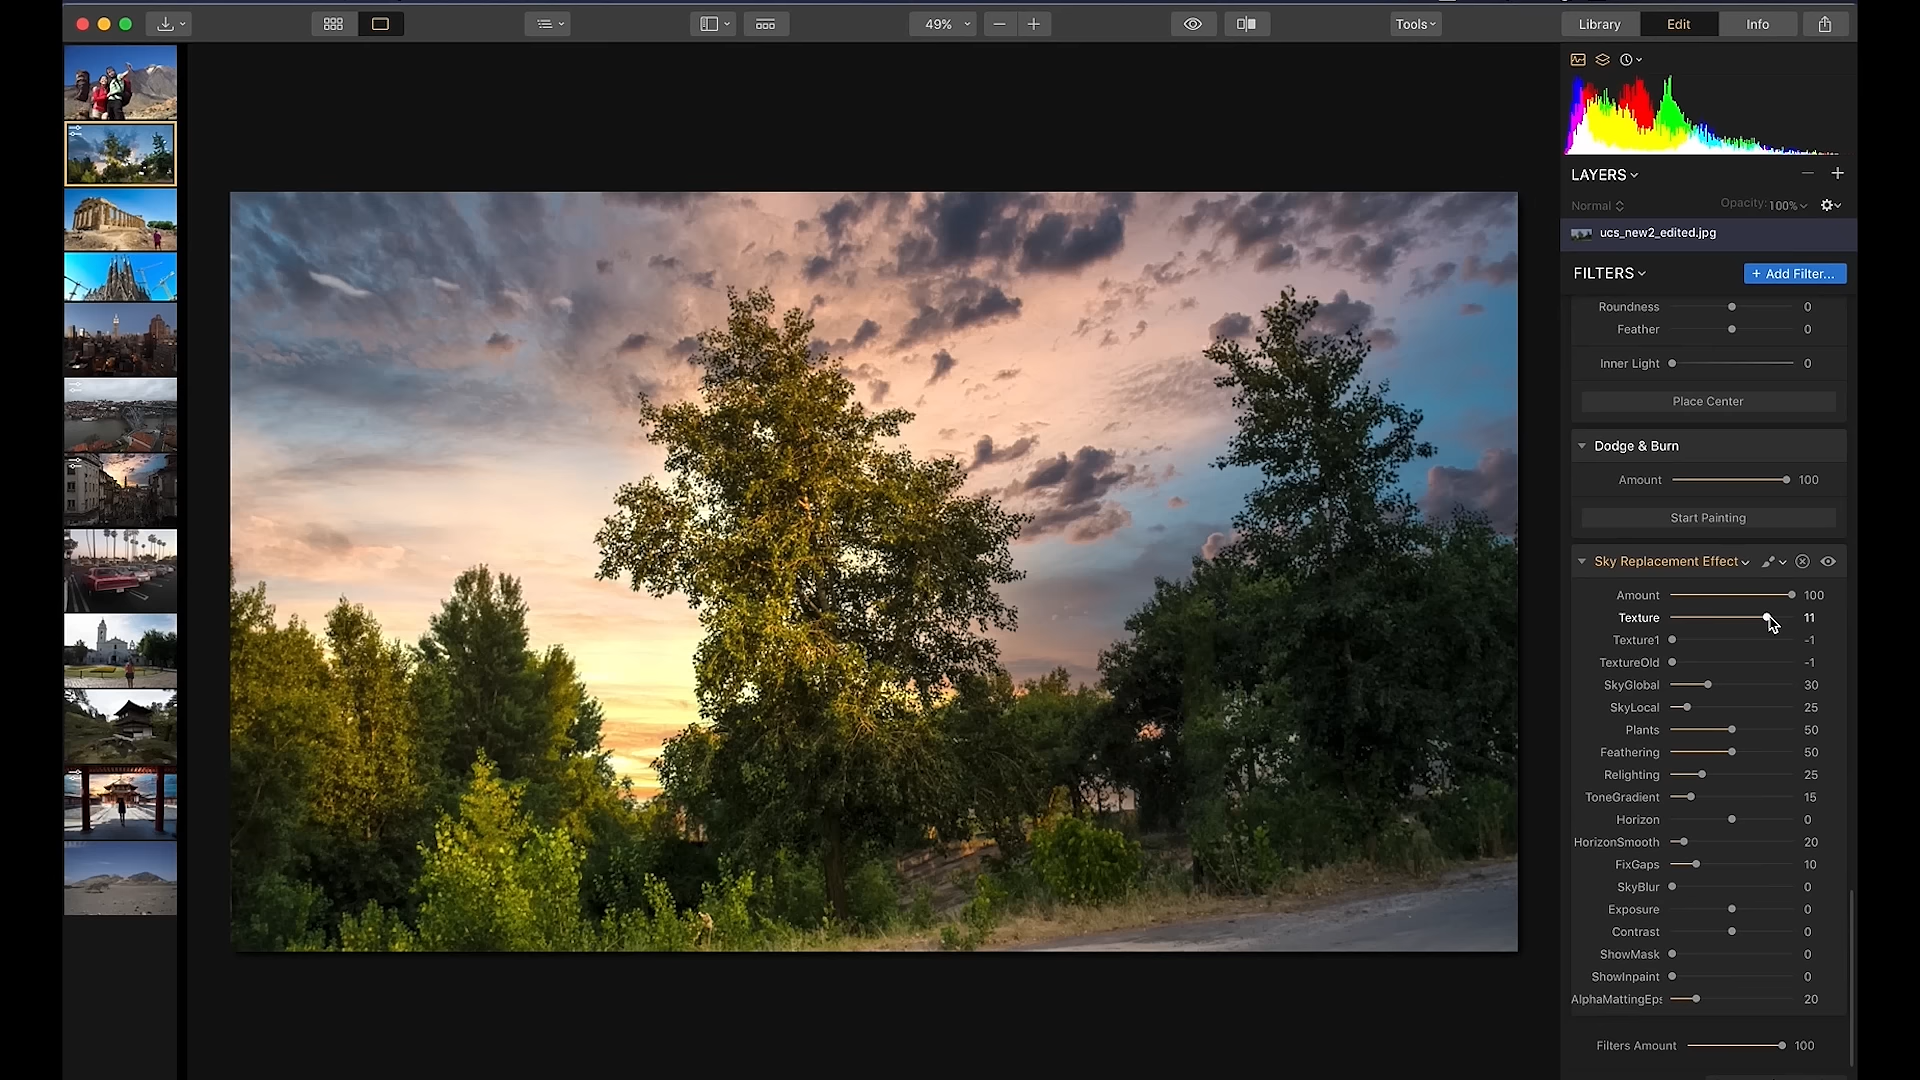 49%
Tools
Library
Edit
Info
LAYERS
Normal
Opacity: 100%
ucs_new2_edited.jpg
FILTERS
+ Add Filter...
Roundness 0
Feather 0
Inner Light 0
Place Center
Dodge & Burn
Amount 100
Start Painting
Sky Replacement Effect
Amount 100
Texture 11
Texture1 -1
TextureOld -1
SkyGlobal 30
SkyLocal 25
Plants 50
Feathering 50
Relighting 25
ToneGradient 15
Horizon 0
HorizonSmooth 20
FixGaps 10
SkyBlur 0
Exposure 0
Contrast 0
ShowMask 0
ShowInpaint 0
AlphaMattingEps 20
Filters Amount 100